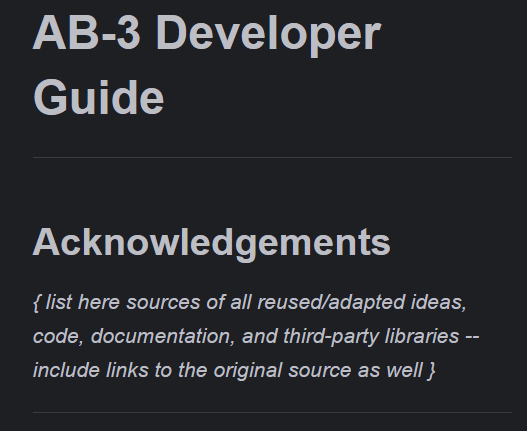 AB-3 Developer
Guide
Acknowledgements
{ list here sources of all reused/adapted ideas,
code, documentation, and third-party libraries --
include links to the original source as well }